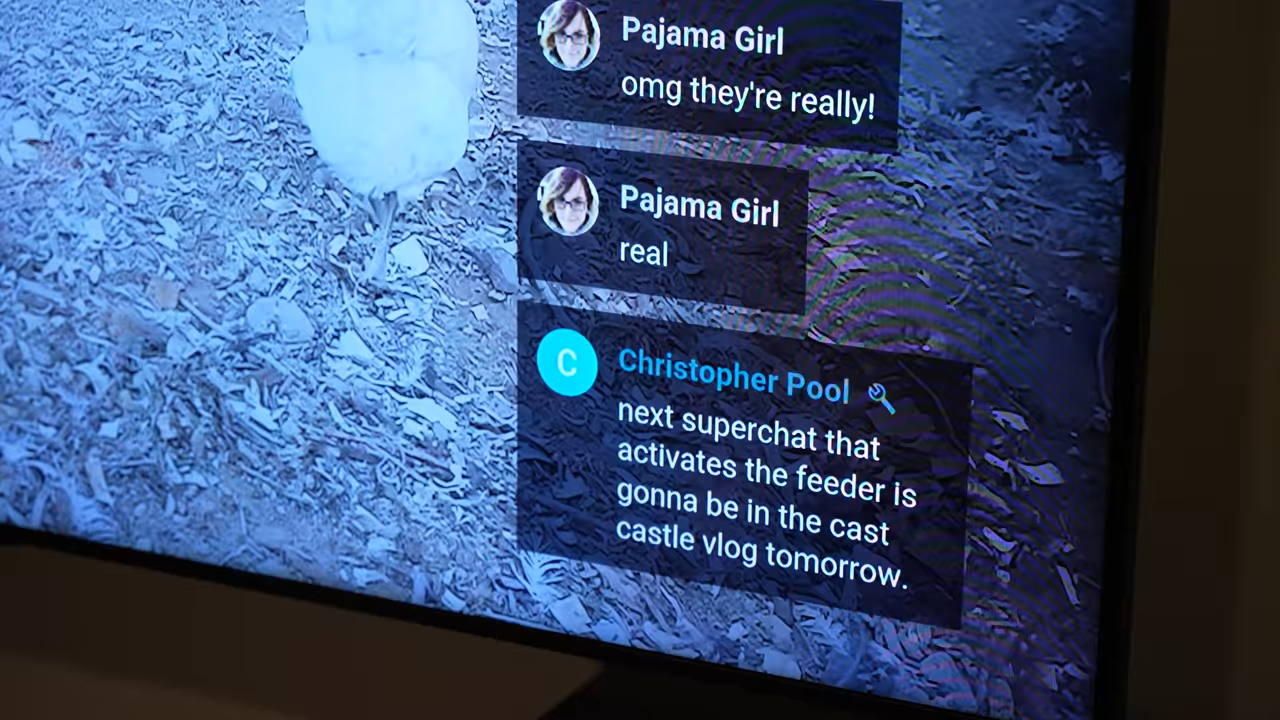 Pajama Girl
omg they're really!
Pajama Girl
real
C
Christopher Pool
next superchat that
activates the feeder is
gonna be in the cast
castle vlog tomorrow.